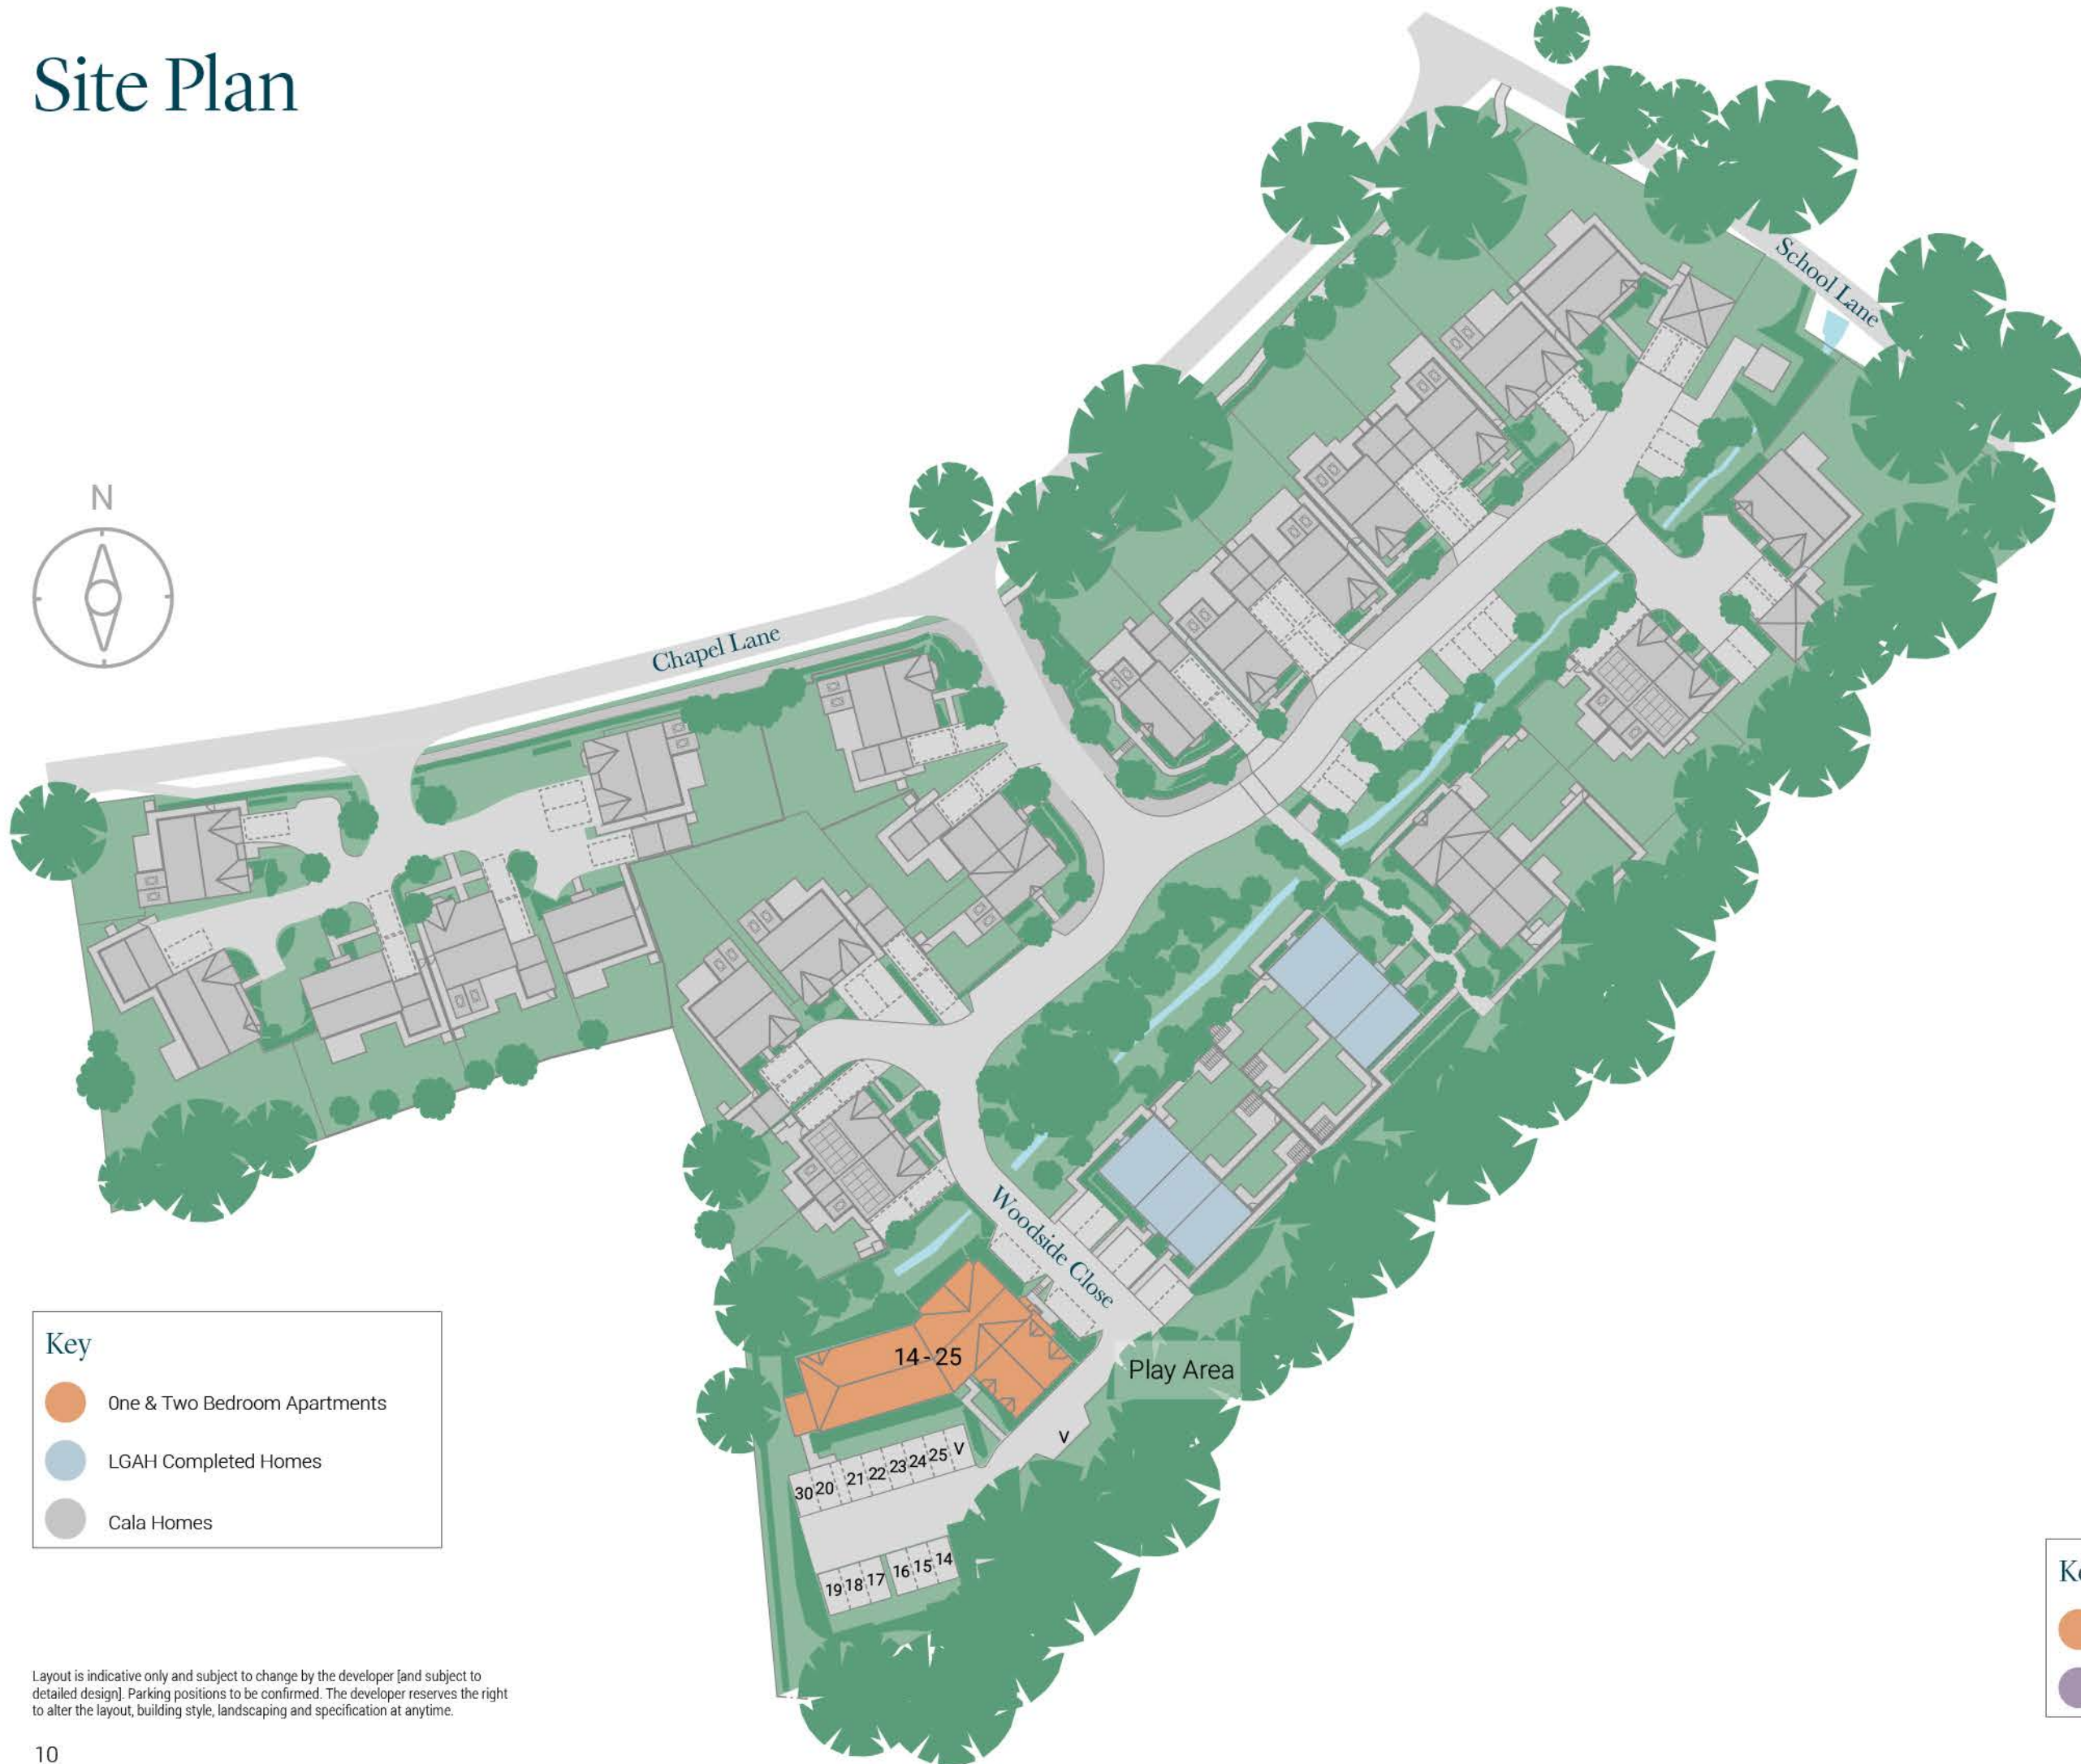 Site Plan
School Lane
N
Chapel Lane
Woodside Close
14-25
Play Area
V
30 20 21 22 23 24 25 V
19 18 17 16 15 14
Key
One & Two Bedroom Apartments
LGAH Completed Homes
Cala Homes
Layout is indicative only and subject to change by the developer [and subject to
detailed design]. Parking positions to be confirmed. The developer reserves the right
to alter the layout, building style, landscaping and specification at anytime.
10